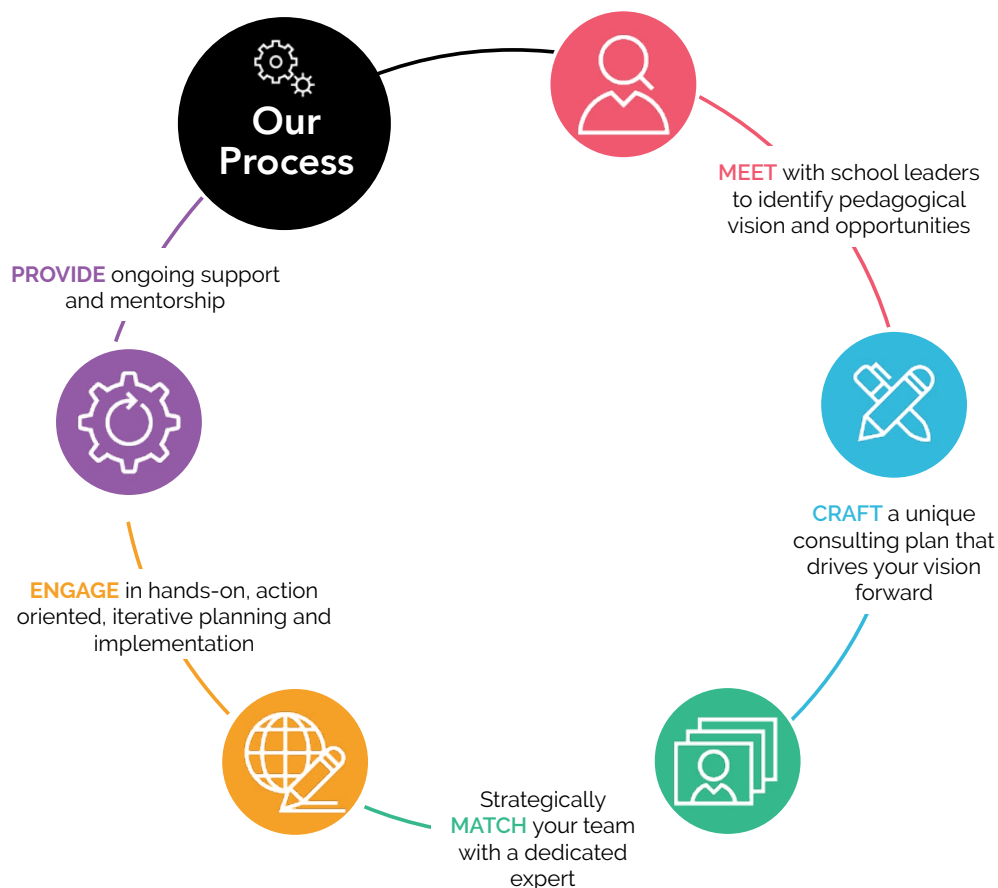 Our
Process
MEET with school leaders
to identify pedagogical
vision and opportunities
CRAFT a unique
consulting plan that
drives your vision
forward
Strategically
MATCH your team
with a dedicated
expert
ENGAGE in hands-on, action
oriented, iterative planning and
implementation
PROVIDE ongoing support
and mentorship